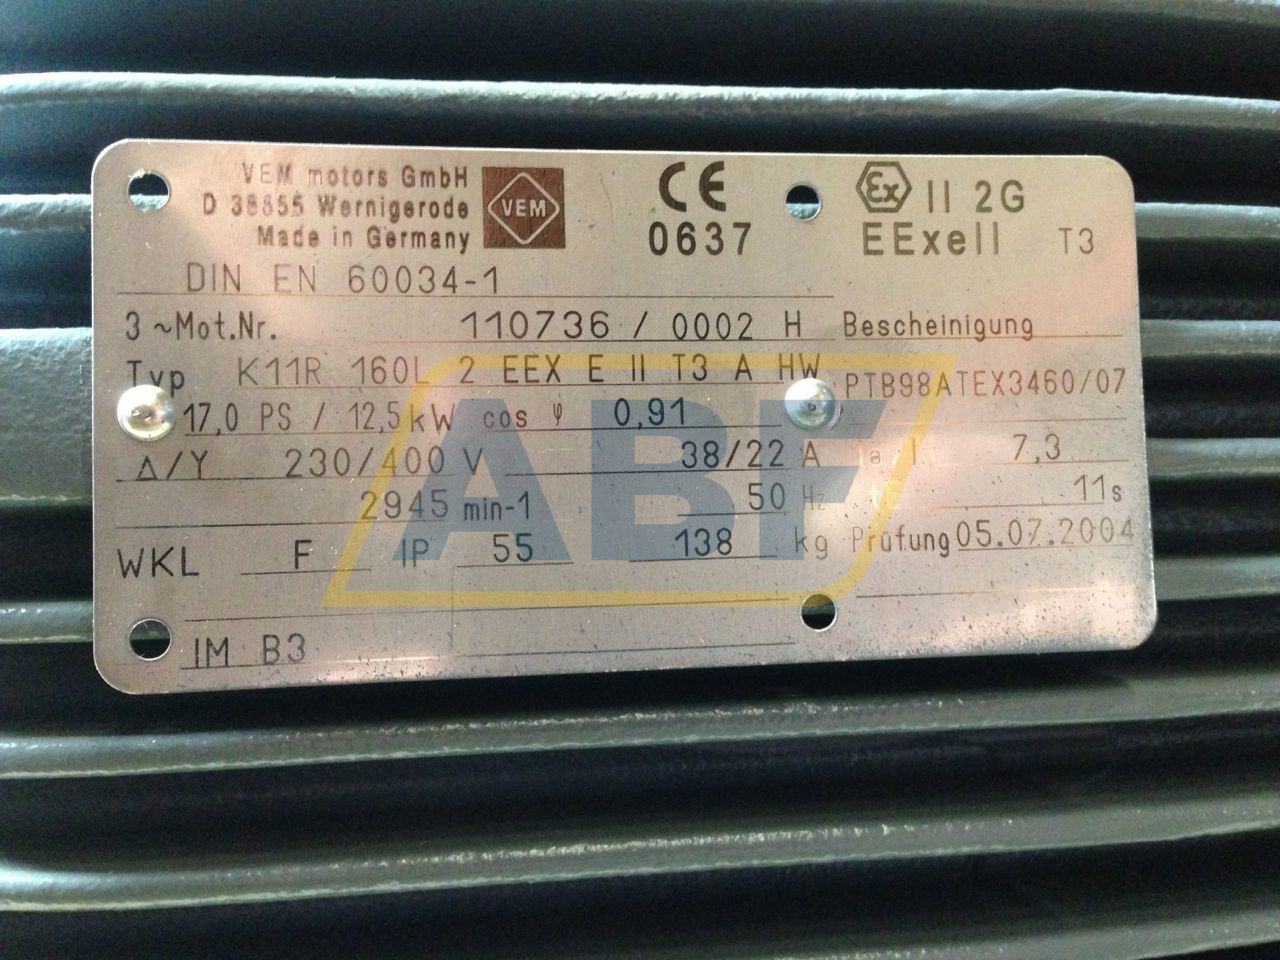 VEM motors GmbH
D 38855 Wernigerode
Made in Germany
VEM
CE
0637
Ex II 2G
EExeII T3
DIN EN 60034-1
3 ~Mot.Nr. 110736 / 0002 H
Bescheinigung
Typ K11R 160L 2 EEX E II T3 A HW
PTB98ATEX3460/07
17,0 PS / 12,5kW cos φ 0,91
Δ/Y 230/400 V 38/22 A
7,3
2945 min-1 50 Hz
11s
WKL F IP 55 138 kg
Prüfung 05.07.2004
IM B3
ABF